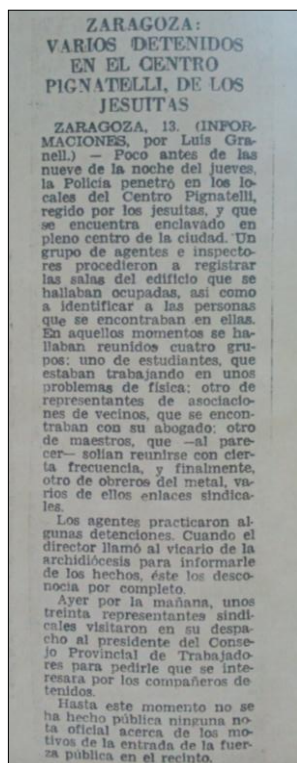 ZARAGOZA:
VARIOS DETENIDOS
EN EL CENTRO
PIGNATELLI, DE LOS
JESUITAS
ZARAGOZA, 13. (INFOR-
MACIONES, por Luis Gra-
nell.) — Poco antes de las
nueve de la noche del jueves,
la Policía penetró en los lo-
cales del Centro Pignatelli,
regido por los jesuitas, y que
se encuentra enclavado en
pleno centro de la ciudad. Un
grupo de agentes e inspecto-
res procedieron a registrar
las salas del edificio que se
hallaban ocupadas, así como
a identificar a las personas
que se encontraban en ellas.
En aquellos momentos se ha-
llaban reunidos cuatro gru-
pos: uno de estudiantes, que
estaban trabajando en unos
problemas de física; otro de
representantes de asociacio-
nes de vecinos, que se encon-
traban con su abogado; otro
de maestros, que —al pare-
cer— solían reunirse con cier-
ta frecuencia, y finalmente,
otro de obreros del metal, va-
rios de ellos enlaces sindica-
les.
Los agentes practicaron al-
gunas detenciones. Cuando el
director llamó al vicario de la
archidiócesis para informarle
de los hechos, éste los desco-
nocía por completo.
Ayer por la mañana, unos
treinta representantes sindi-
cales visitaron en su despa-
cho al presidente del Conse-
jo Provincial de Trabajado-
res para pedirle que se inte-
resara por los compañeros de-
tenidos.
Hasta este momento no se
ha hecho pública ninguna no-
ta oficial acerca de los mo-
tivos de la entrada de la fuer-
za pública en el recinto.